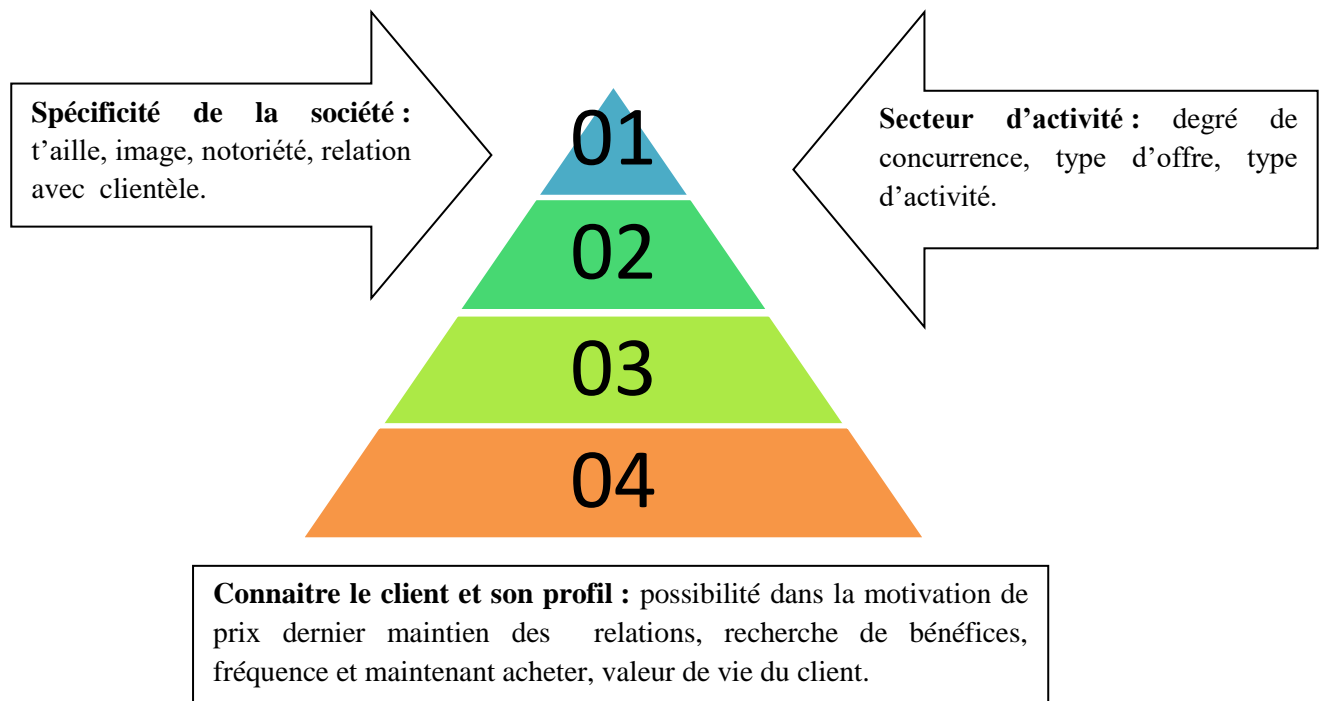 Spécificité de la société :
t'aille, image, notoriété, relation
avec clientèle.
01
Secteur d'activité : degré de
concurrence, type d'offre, type
d'activité.
02
03
04
Connaitre le client et son profil : possibilité dans la motivation de
prix dernier maintien des relations, recherche de bénéfices,
fréquence et maintenant acheter, valeur de vie du client.